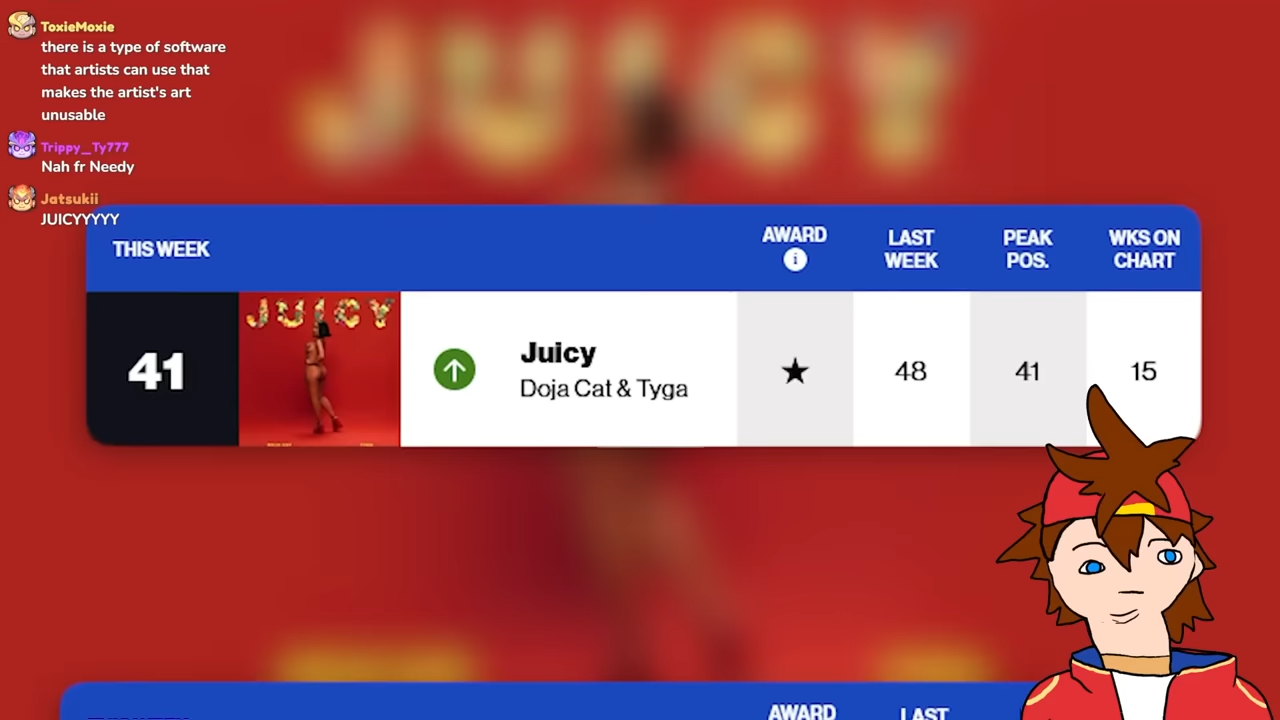 JUICY
ToxieMoxie
there is a type of software
that artists can use that
makes the artist's art
unusable
Trippy__Ty777
Nah fr Needy
Jatsukii
JUICYYYYY
THIS WEEK
AWARD
i
LAST
WEEK
PEAK
POS.
WKS ON
CHART
41
JUICY
Juicy
Doja Cat & Tyga
★
48
41
15
AWARD
LAST